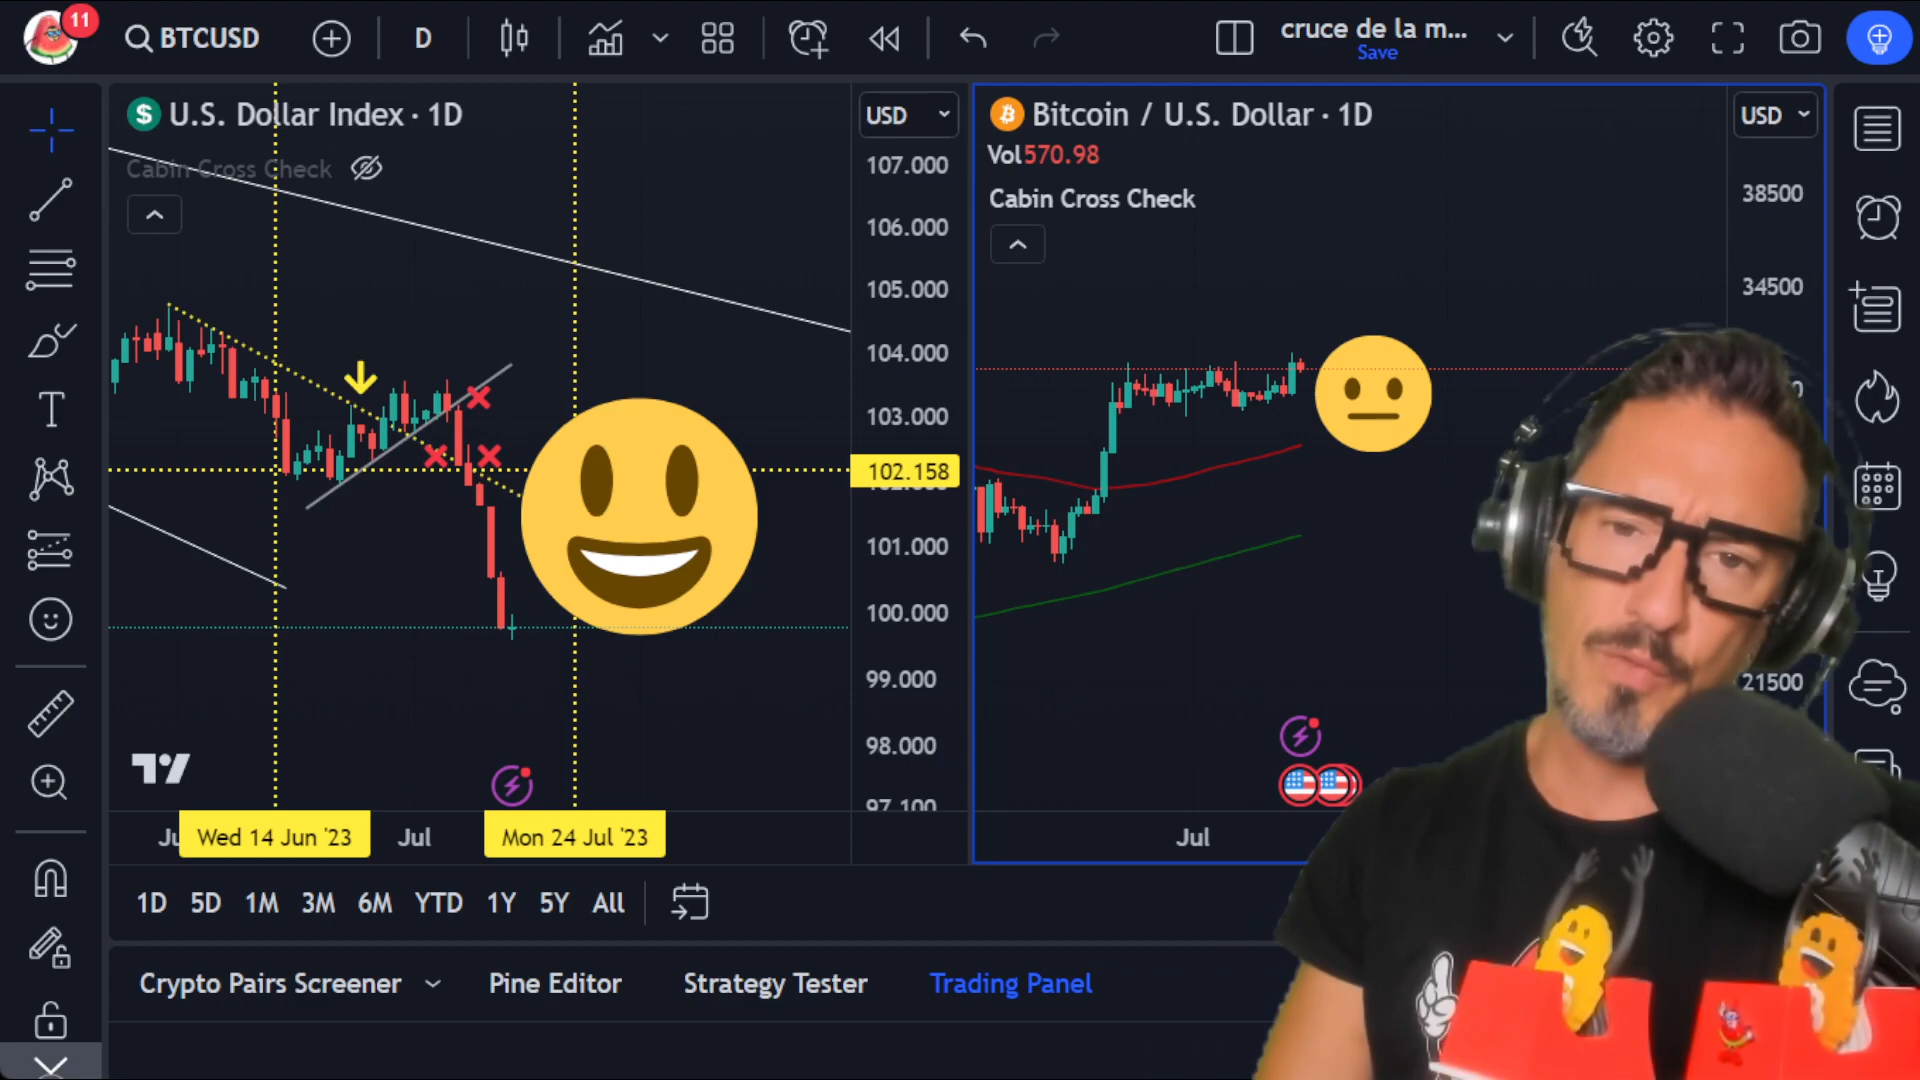 11
BTCUSD
D
cruce de la m...
Save
U.S. Dollar Index · 1D
Cabin Cross Check
USD
107.000
106.000
105.000
104.000
103.000
102.158
101.000
100.000
99.000
98.000
97.100
Wed 14 Jun '23
Jul
Mon 24 Jul '23
Bitcoin / U.S. Dollar · 1D
Vol570.98
Cabin Cross Check
USD
38500
34500
21500
Jul
1D 5D 1M 3M 6M YTD 1Y 5Y All
Crypto Pairs Screener
Pine Editor
Strategy Tester
Trading Panel